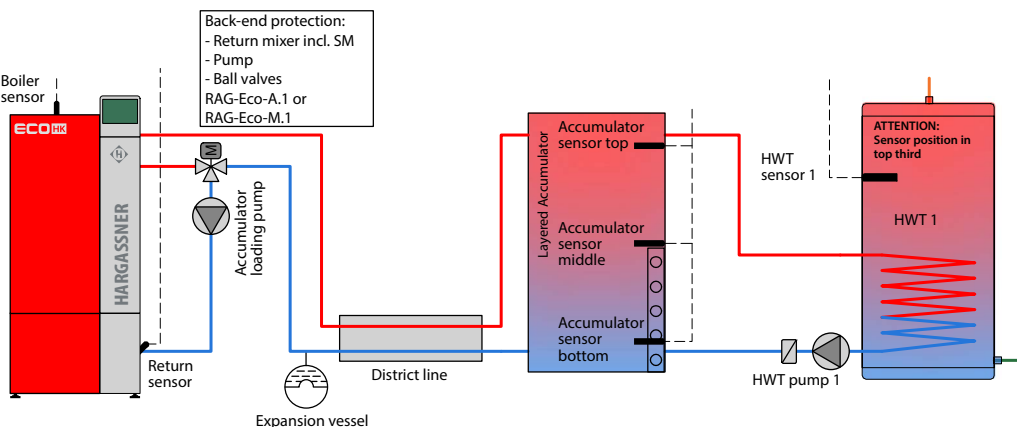 Back-end protection:
- Return mixer incl. SM
- Pump
- Ball valves
RAG-Eco-A.1 or
RAG-Eco-M.1
Boiler
sensor
ECO HK
M
H
HARGASSNER
Accumulator
loading pump
Return
sensor
Expansion vessel
District line
Layered Accumulator
Accumulator
sensor top
Accumulator
sensor
middle
Accumulator
sensor
bottom
HWT
sensor 1
ATTENTION:
Sensor position in
top third
HWT 1
HWT pump 1